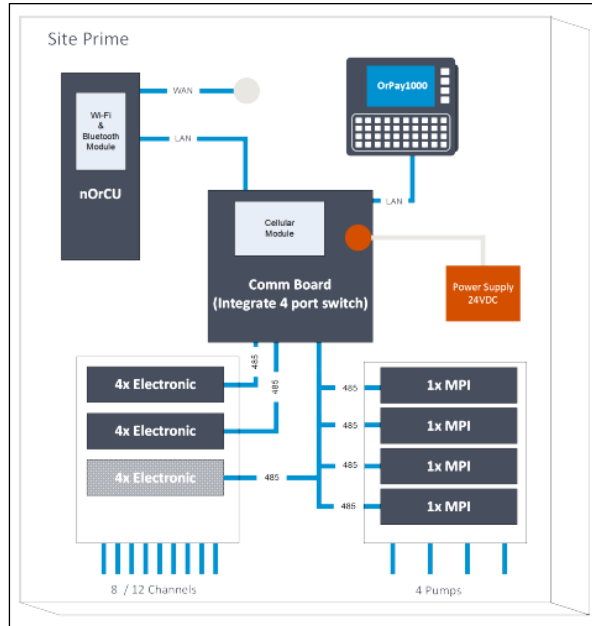 Site Prime
WAN
Wi-Fi
&
Bluetooth
Module
nOrCU
LAN
OrPay1000
LAN
Cellular
Module
Comm Board
(Integrate 4 port switch)
Power Supply
24VDC
485
485
4x Electronic
4x Electronic
4x Electronic
485
485
1x MPI
485
1x MPI
485
1x MPI
485
1x MPI
8 / 12 Channels
4 Pumps